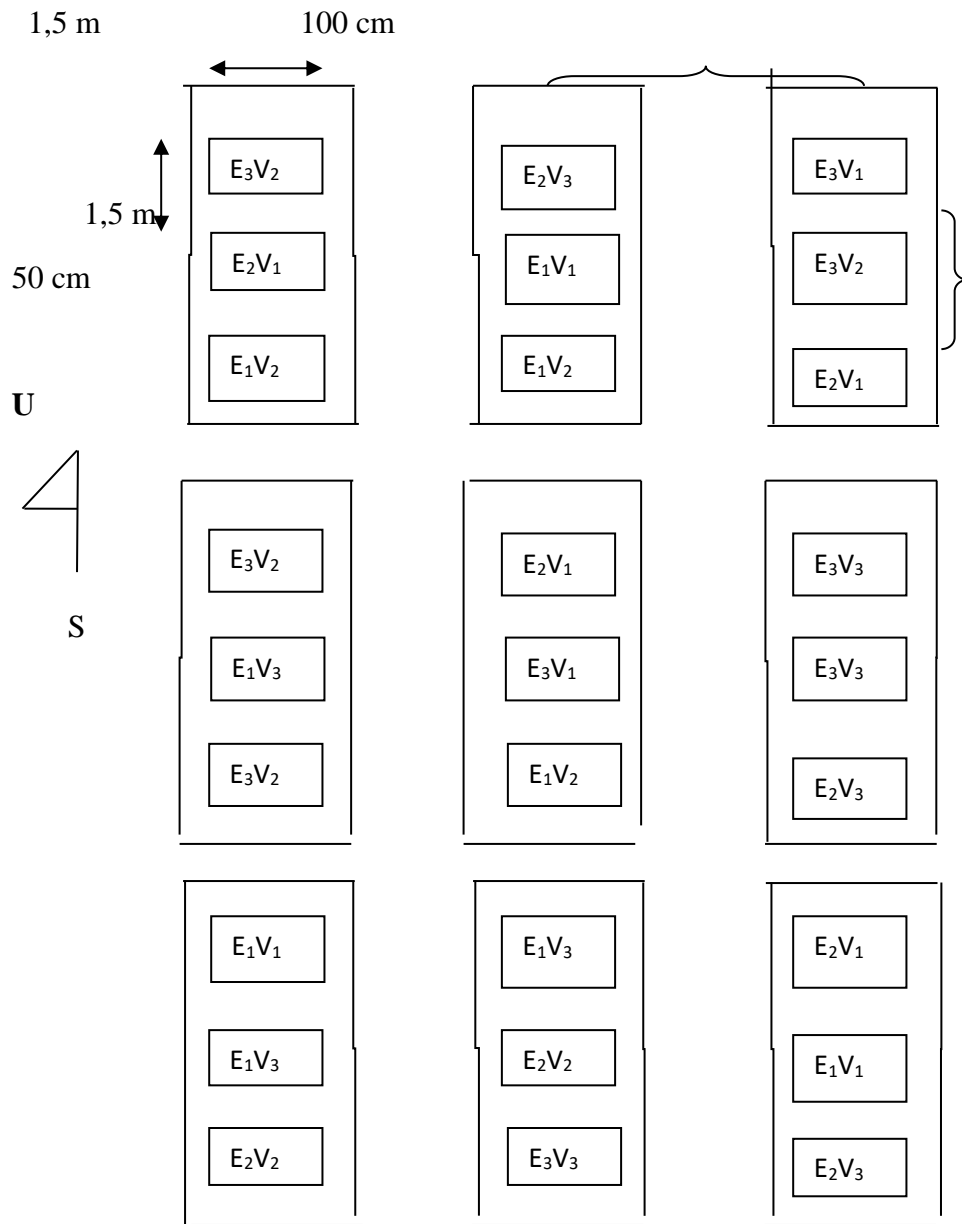 1,5 m 100 cm
E₃V₂ E₂V₃ E₃V₁
1,5 m
E₂V₁ E₁V₁ E₃V₂
50 cm
E₁V₂ E₁V₂ E₂V₁
U
E₃V₂ E₂V₁ E₃V₃
S
E₁V₃ E₃V₁ E₃V₃
E₃V₂ E₁V₂ E₂V₃
E₁V₁ E₁V₃ E₂V₁
E₁V₃ E₂V₂ E₁V₁
E₂V₂ E₃V₃ E₂V₃